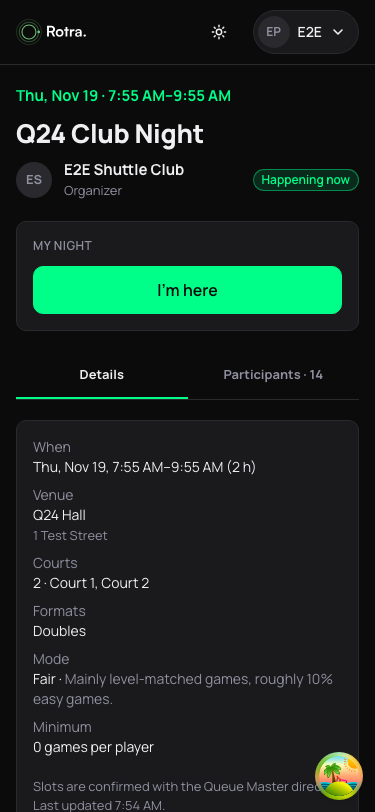 Rotra.
EP E2E
Thu, Nov 19 · 7:55 AM–9:55 AM
Q24 Club Night
ES
E2E Shuttle Club
Organizer
Happening now
MY NIGHT
I'm here
Details
Participants · 14
When
Thu, Nov 19, 7:55 AM–9:55 AM (2 h)
Venue
Q24 Hall
1 Test Street
Courts
2 · Court 1, Court 2
Formats
Doubles
Mode
Fair · Mainly level-matched games, roughly 10%
easy games.
Minimum
0 games per player
Slots are confirmed with the Queue Master
Last updated 7:54 AM.